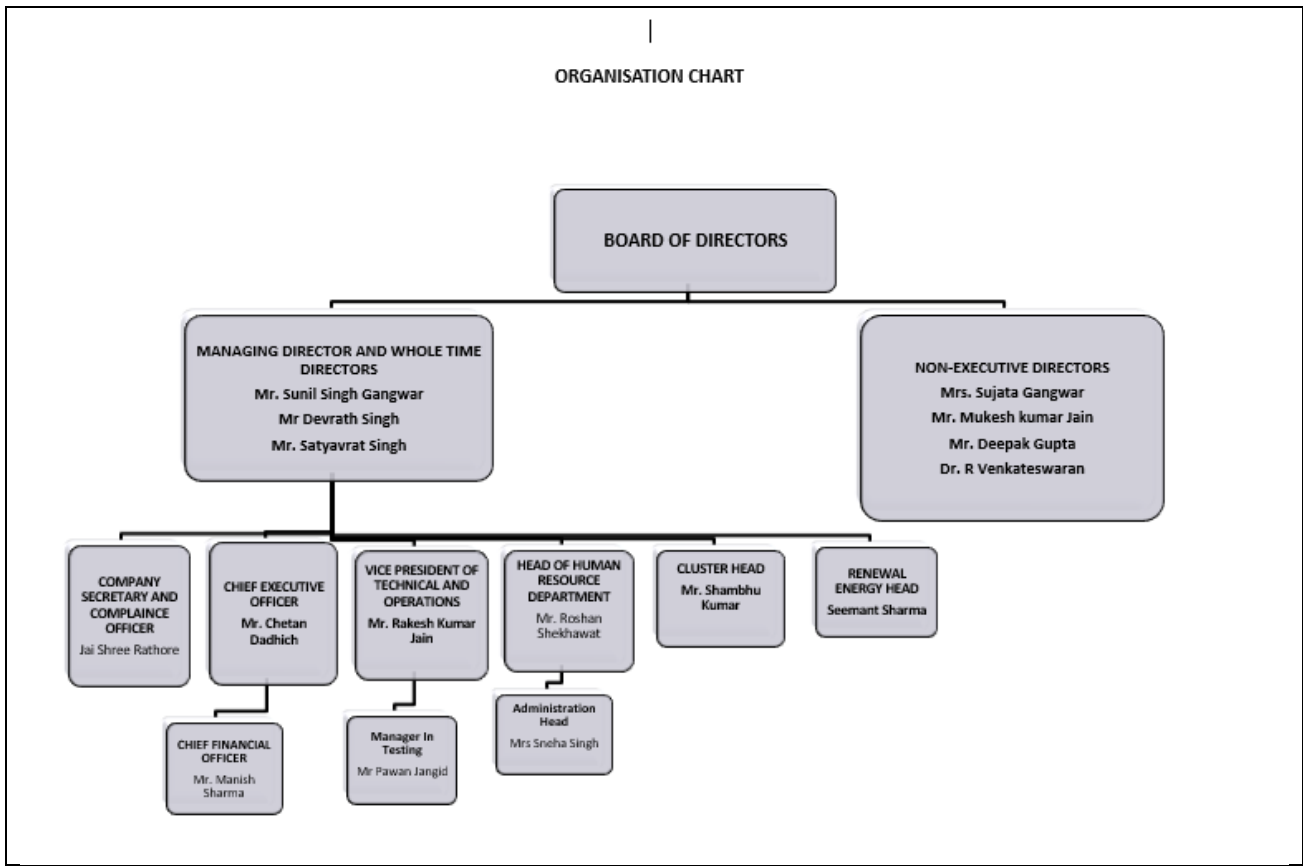 ORGANISATION CHART
BOARD OF DIRECTORS
MANAGING DIRECTOR AND WHOLE TIME
DIRECTORS
Mr. Sunil Singh Gangwar
Mr Devrath Singh
Mr. Satyavrat Singh
NON-EXECUTIVE DIRECTORS
Mrs. Sujata Gangwar
Mr. Mukesh kumar Jain
Mr. Deepak Gupta
Dr. R Venkateswaran
COMPANY
SECRETARY AND
COMPLAINCE
OFFICER
Jai Shree Rathore
CHIEF EXECUTIVE
OFFICER
Mr. Chetan
Dadhich
VICE PRESIDENT OF
TECHNICAL AND
OPERATIONS
Mr. Rakesh Kumar
Jain
HEAD OF HUMAN
RESOURCE
DEPARTMENT
Mr. Roshan
Shekhawat
CLUSTER HEAD
Mr. Shambhu
Kumar
RENEWAL
ENERGY HEAD
Seemant Sharma
CHIEF FINANCIAL
OFFICER
Mr. Manish
Sharma
Manager In
Testing
Mr Pawan Jangid
Administration
Head
Mrs Sneha Singh